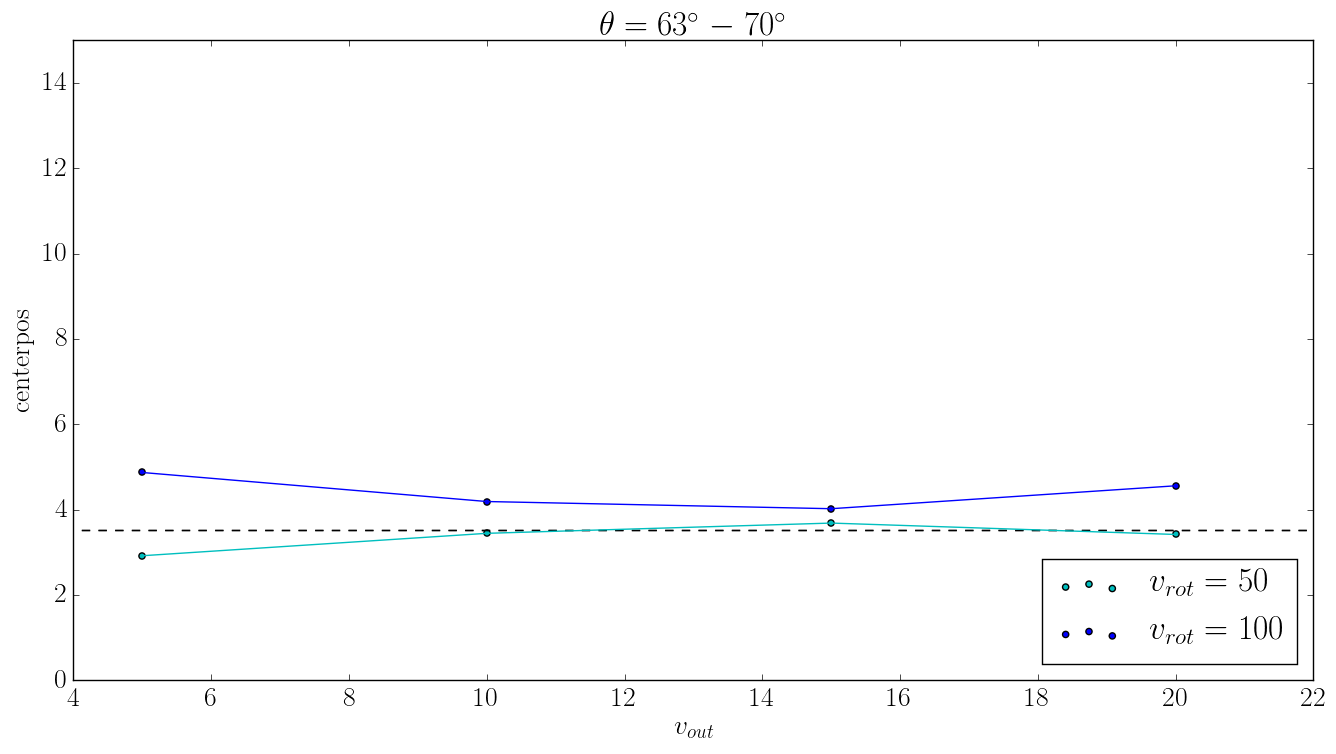 θ = 63° − 70°
14
12
10
8
6
4
2
0
centerpos
4 6 8 10 12 14 16 18 20 22
v_out
v_rot = 50
v_rot = 100